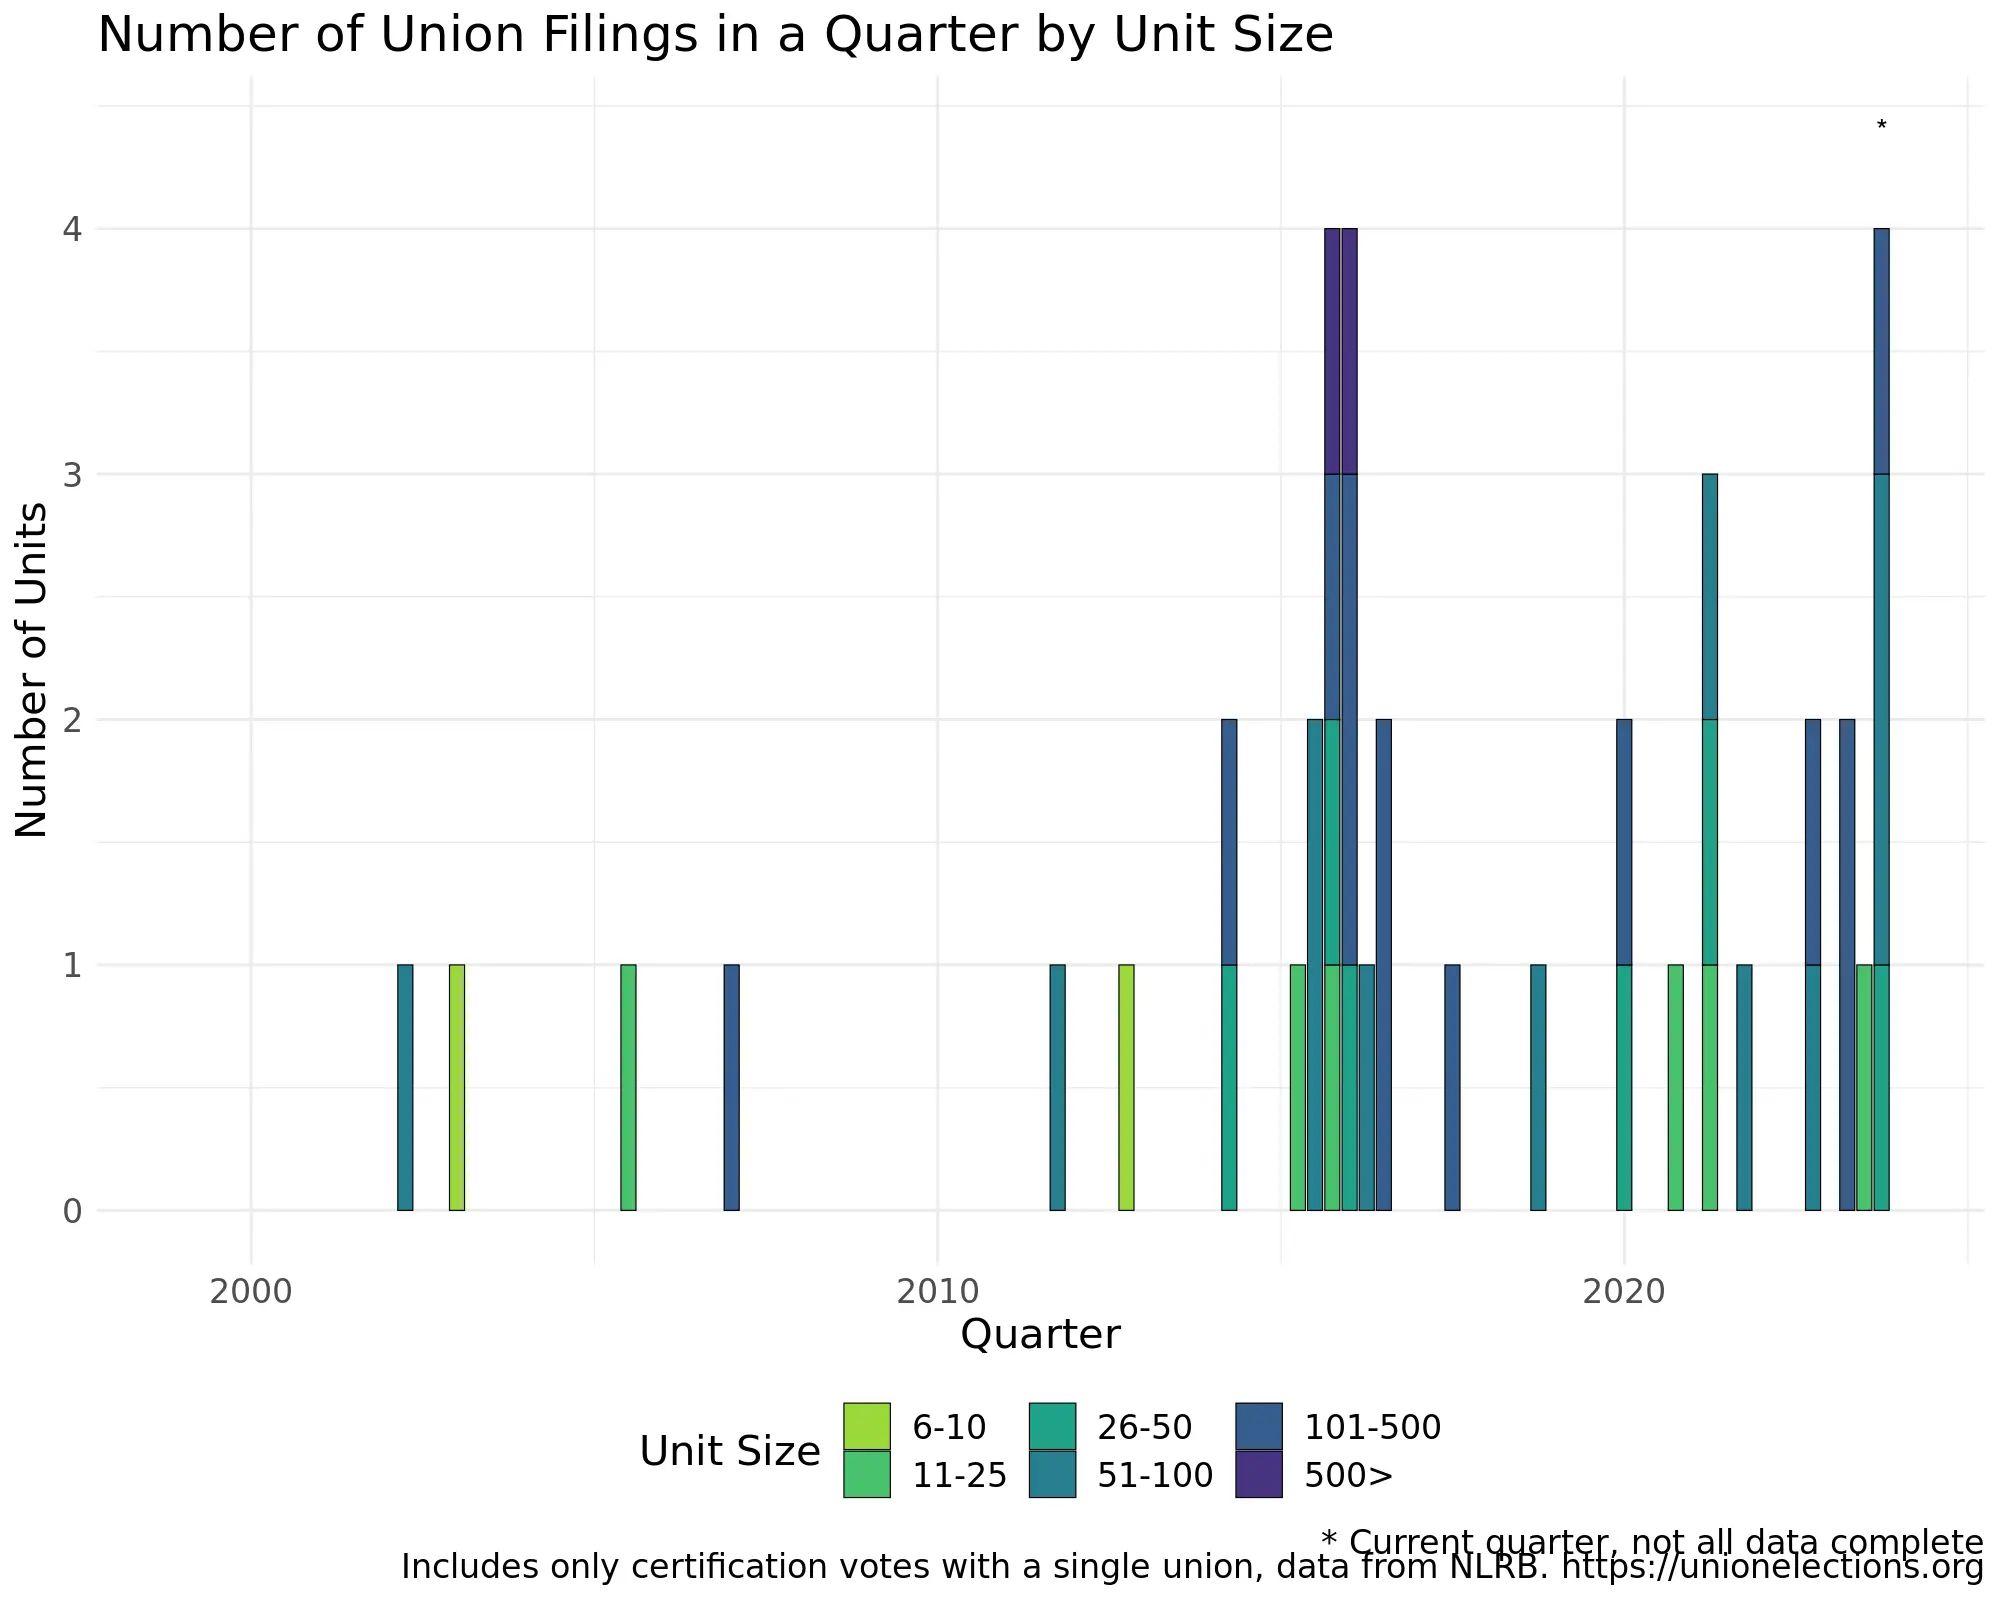 Number of Union Filings in a Quarter by Unit Size
*
4
3
2
1
0
Number of Units
2000 2010 2020
Quarter
Unit Size
6-10 26-50 101-500
11-25 51-100 500>
* Current quarter, not all data complete
Includes only certification votes with a single union, data from NLRB. https://unionelections.org